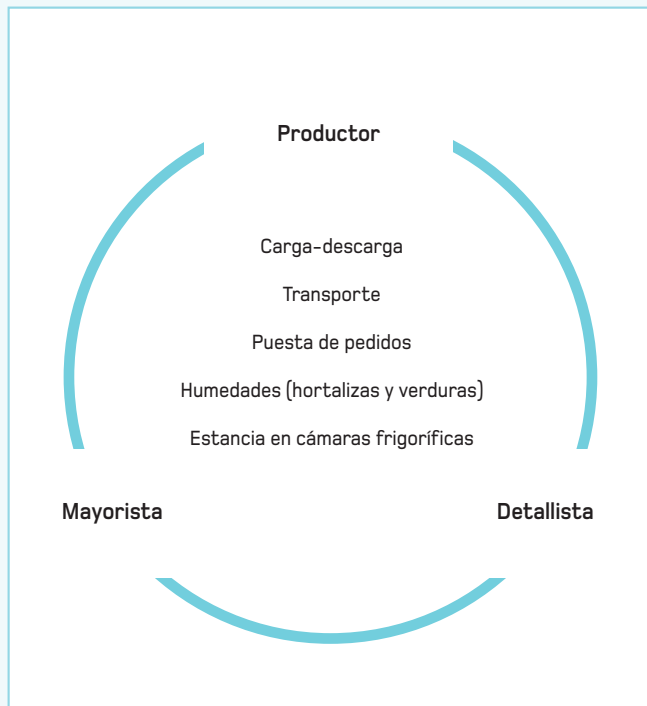 Productor
Carga-descarga
Transporte
Puesta de pedidos
Humedades (hortalizas y verduras)
Estancia en cámaras frigoríficas
Mayorista
Detallista